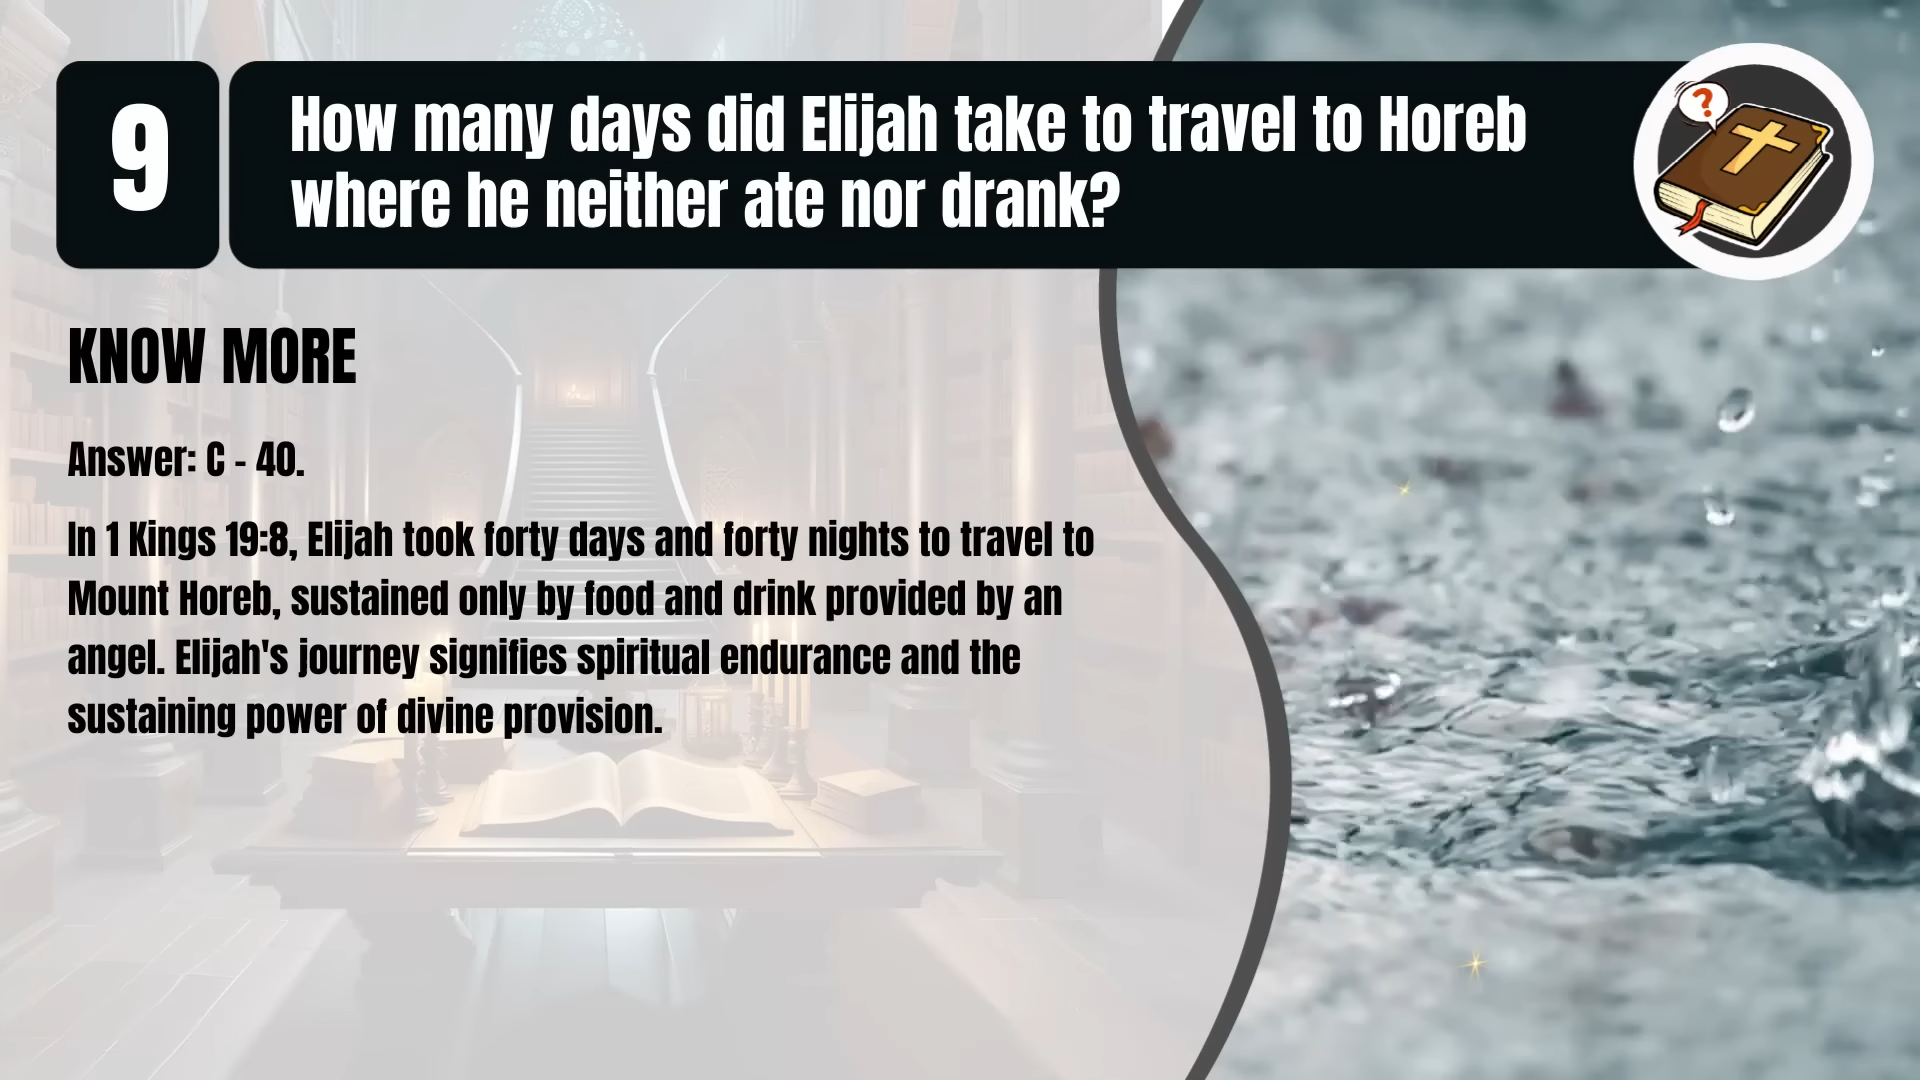 9
How many days did Elijah take to travel to Horeb
where he neither ate nor drank?
?
KNOW MORE
Answer: C - 40.
In 1 Kings 19:8, Elijah took forty days and forty nights to travel to
Mount Horeb, sustained only by food and drink provided by an
angel. Elijah's journey signifies spiritual endurance and the
sustaining power of divine provision.